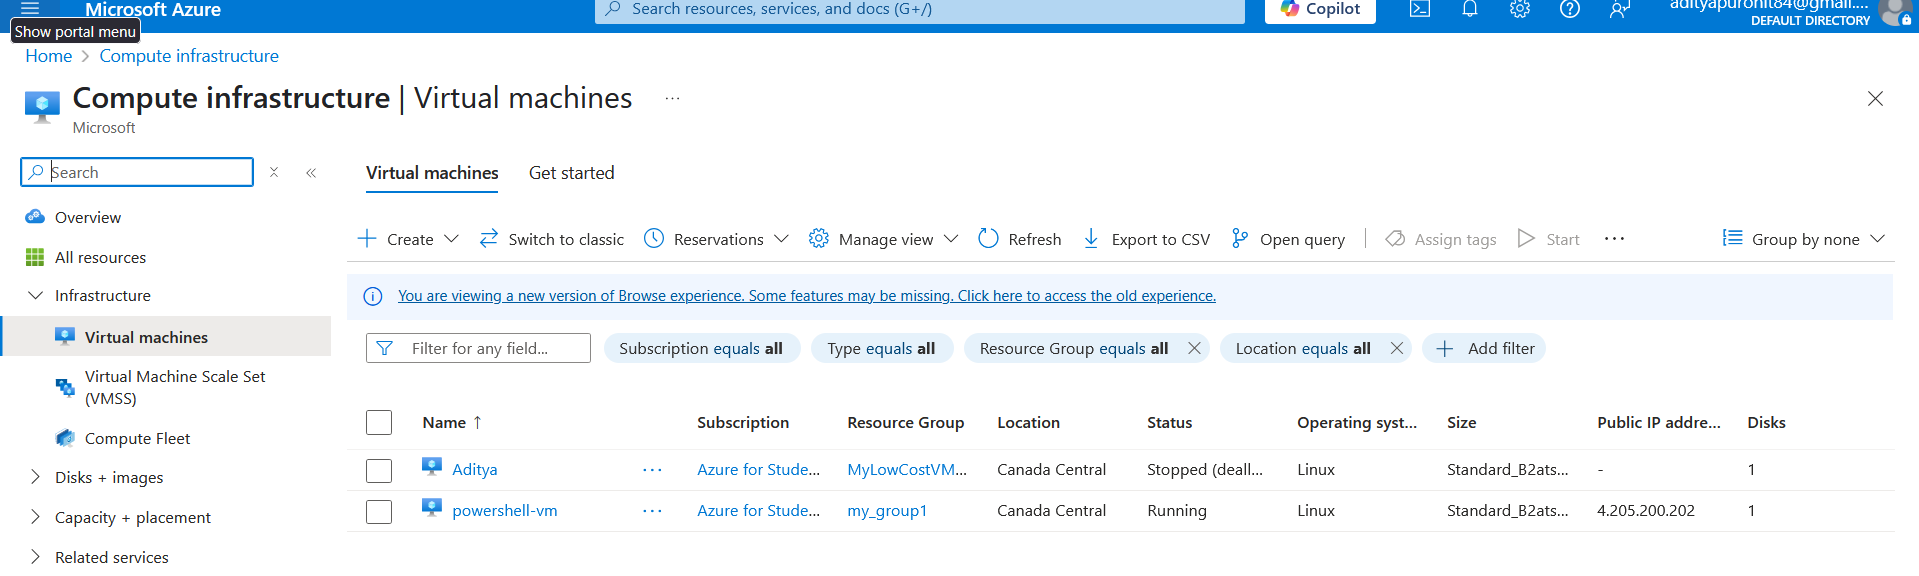 Microsoft Azure
Search resources, services, and docs (G+/)
Copilot
adityapurohit84@gmail....
DEFAULT DIRECTORY
Show portal menu
Home > Compute infrastructure
Compute infrastructure | Virtual machines ...
Microsoft
Search
Overview
All resources
Infrastructure
Virtual machines
Virtual Machine Scale Set
(VMSS)
Compute Fleet
Disks + images
Capacity + placement
Related services
Virtual machines Get started
Create Switch to classic Reservations Manage view Refresh Export to CSV Open query Assign tags Start ... Group by none
You are viewing a new version of Browse experience. Some features may be missing. Click here to access the old experience.
Filter for any field... Subscription equals all Type equals all Resource Group equals all Location equals all Add filter
Name ↑ Subscription Resource Group Location Status Operating syst... Size Public IP addre... Disks
Aditya ... Azure for Stude... MyLowCostVM... Canada Central Stopped (deall... Linux Standard_B2ats... - 1
powershell-vm ... Azure for Stude... my_group1 Canada Central Running Linux Standard_B2ats... 4.205.200.202 1